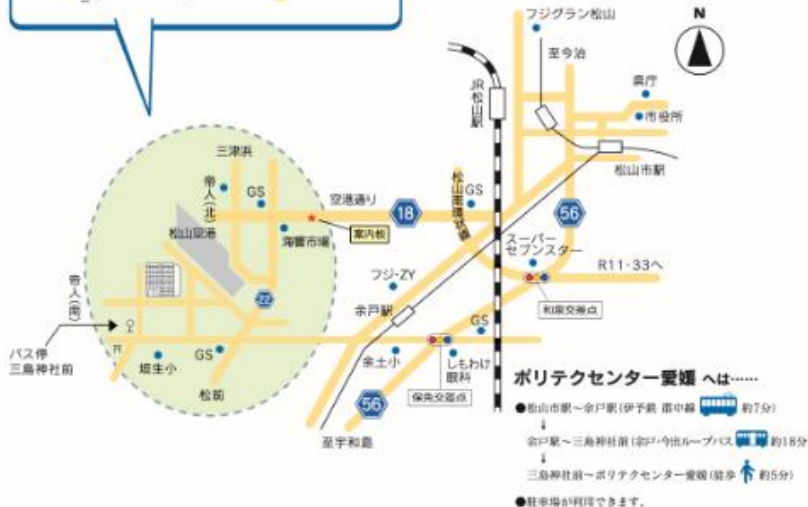 フジグラン松山
N
至今治
県庁
市役所
JR松山駅
松山市駅
三津浜
帝人(北)
GS
空港通り
18
松山南環状線
GS
56
案内板
松山空港
海響市場
スーパー
セブンスター
R11・33へ
フジ・ZY
和泉交差点
22
帝人(南)
余戸駅
GS
バス停
三島神社前
垣生小
GS
余土小
しもわけ
眼科
松前
保免交差点
56
至宇和島
ポリテクセンター愛媛 へは……
●松山市駅～余戸駅(伊予鉄 郡中線 約7分)
↓
余戸駅～三島神社前(余戸・今出ループバス 約18分
↓
三島神社前～ポリテクセンター愛媛(徒歩 約5分)
●駐車場が利用できます。